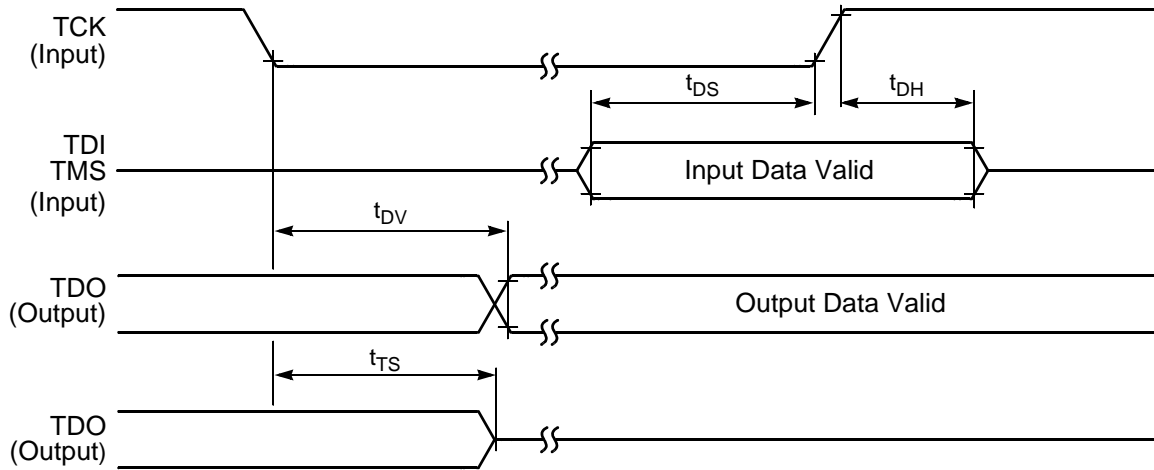 TCK
(Input)
tDS
tDH
TDI
TMS
(Input)
Input Data Valid
tDV
TDO
(Output)
Output Data Valid
tTS
TDO
(Output)